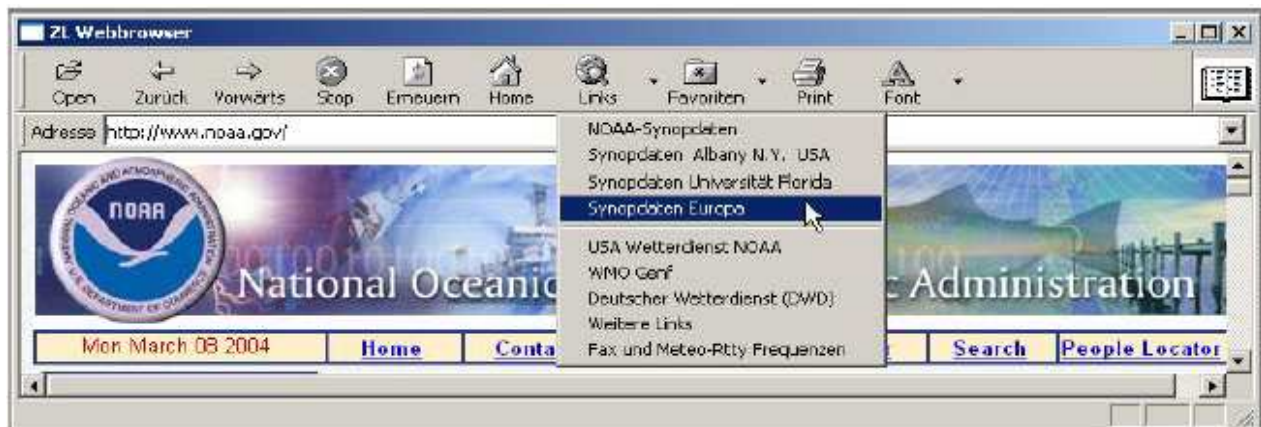 ZL Webbrowser
Open Zurück Vorwärts Stop Erneuern Home Links Favoriten Print Font
Adresse http://www.noaa.gov/
NOAA-Synopdaten
Synopdaten Albany N.Y. USA
Synopdaten Universität Florida
Synopdaten Europa
USA Wetterdienst NOAA
WMO Genf
Deutscher Wetterdienst (DWD)
Weitere Links
Fax und Meteo-Rtty Frequenzen
NOAA
National Oceanic
Administration
Mon March 08 2004 Home Conta Search People Locator